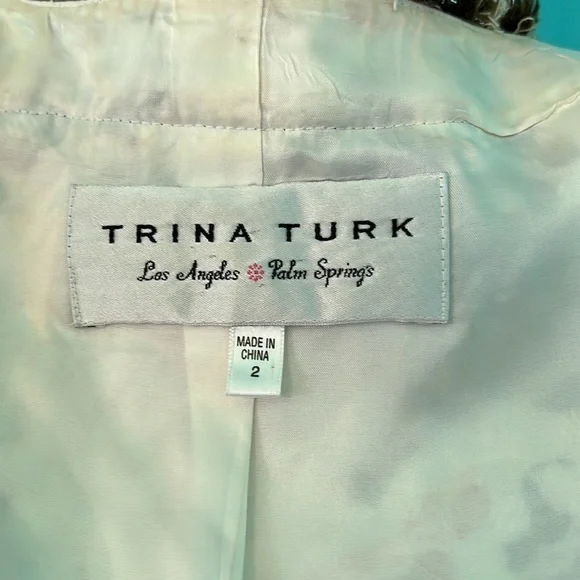 TRINA TURK
Los Angeles Palm Springs
MADE IN
CHINA
2